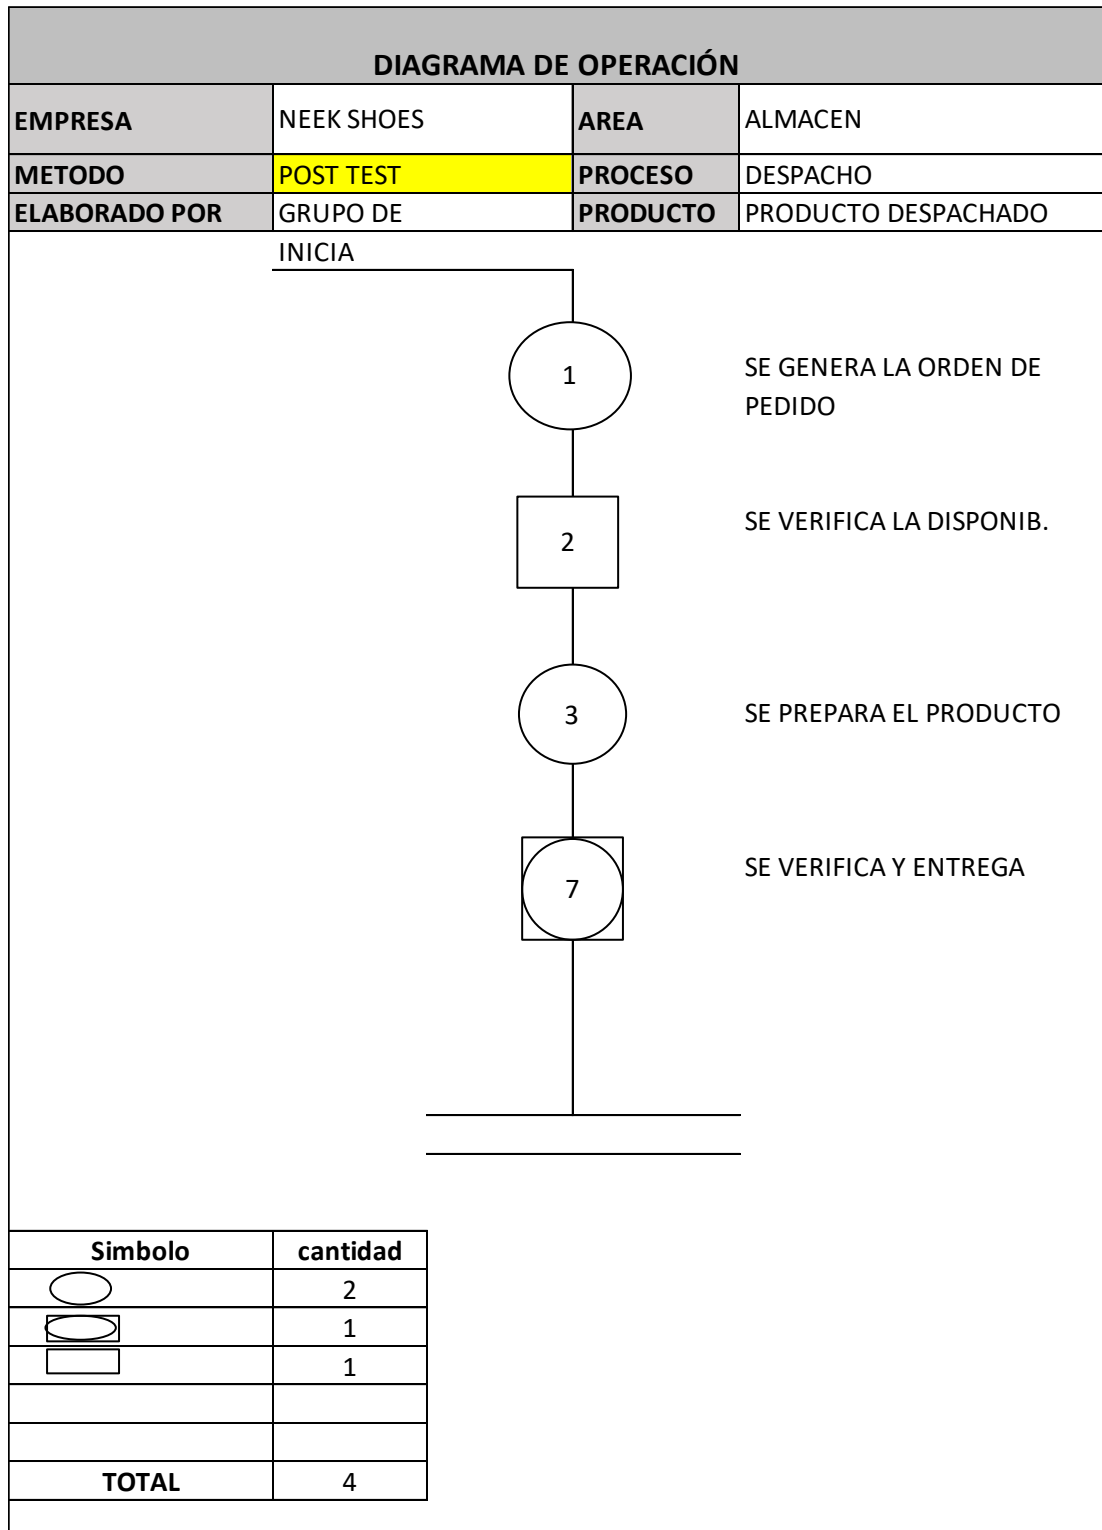 DIAGRAMA DE OPERACIÓN
EMPRESA NEEK SHOES AREA ALMACEN
METODO POST TEST PROCESO DESPACHO
ELABORADO POR GRUPO DE PRODUCTO PRODUCTO DESPACHADO
INICIA
1 SE GENERA LA ORDEN DE
PEDIDO
2 SE VERIFICA LA DISPONIB.
3 SE PREPARA EL PRODUCTO
7 SE VERIFICA Y ENTREGA
Simbolo cantidad
2
1
1
TOTAL 4